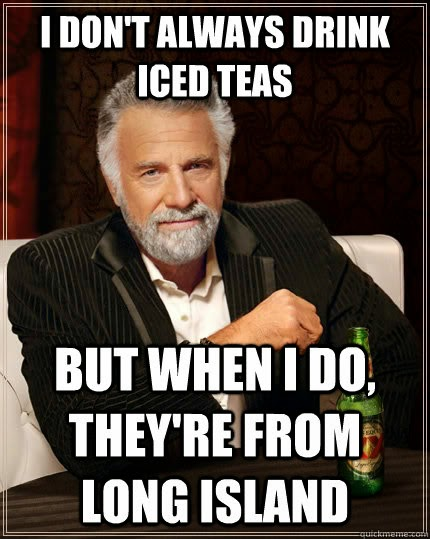 I DON'T ALWAYS DRINK
ICED TEAS
BUT WHEN I DO,
THEY'RE FROM
LONG ISLAND
quickmeme.com